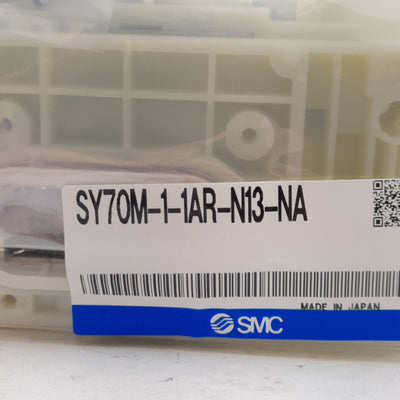 SY70M-1-1AR-N13-NA
MADE IN JAPAN
SMC